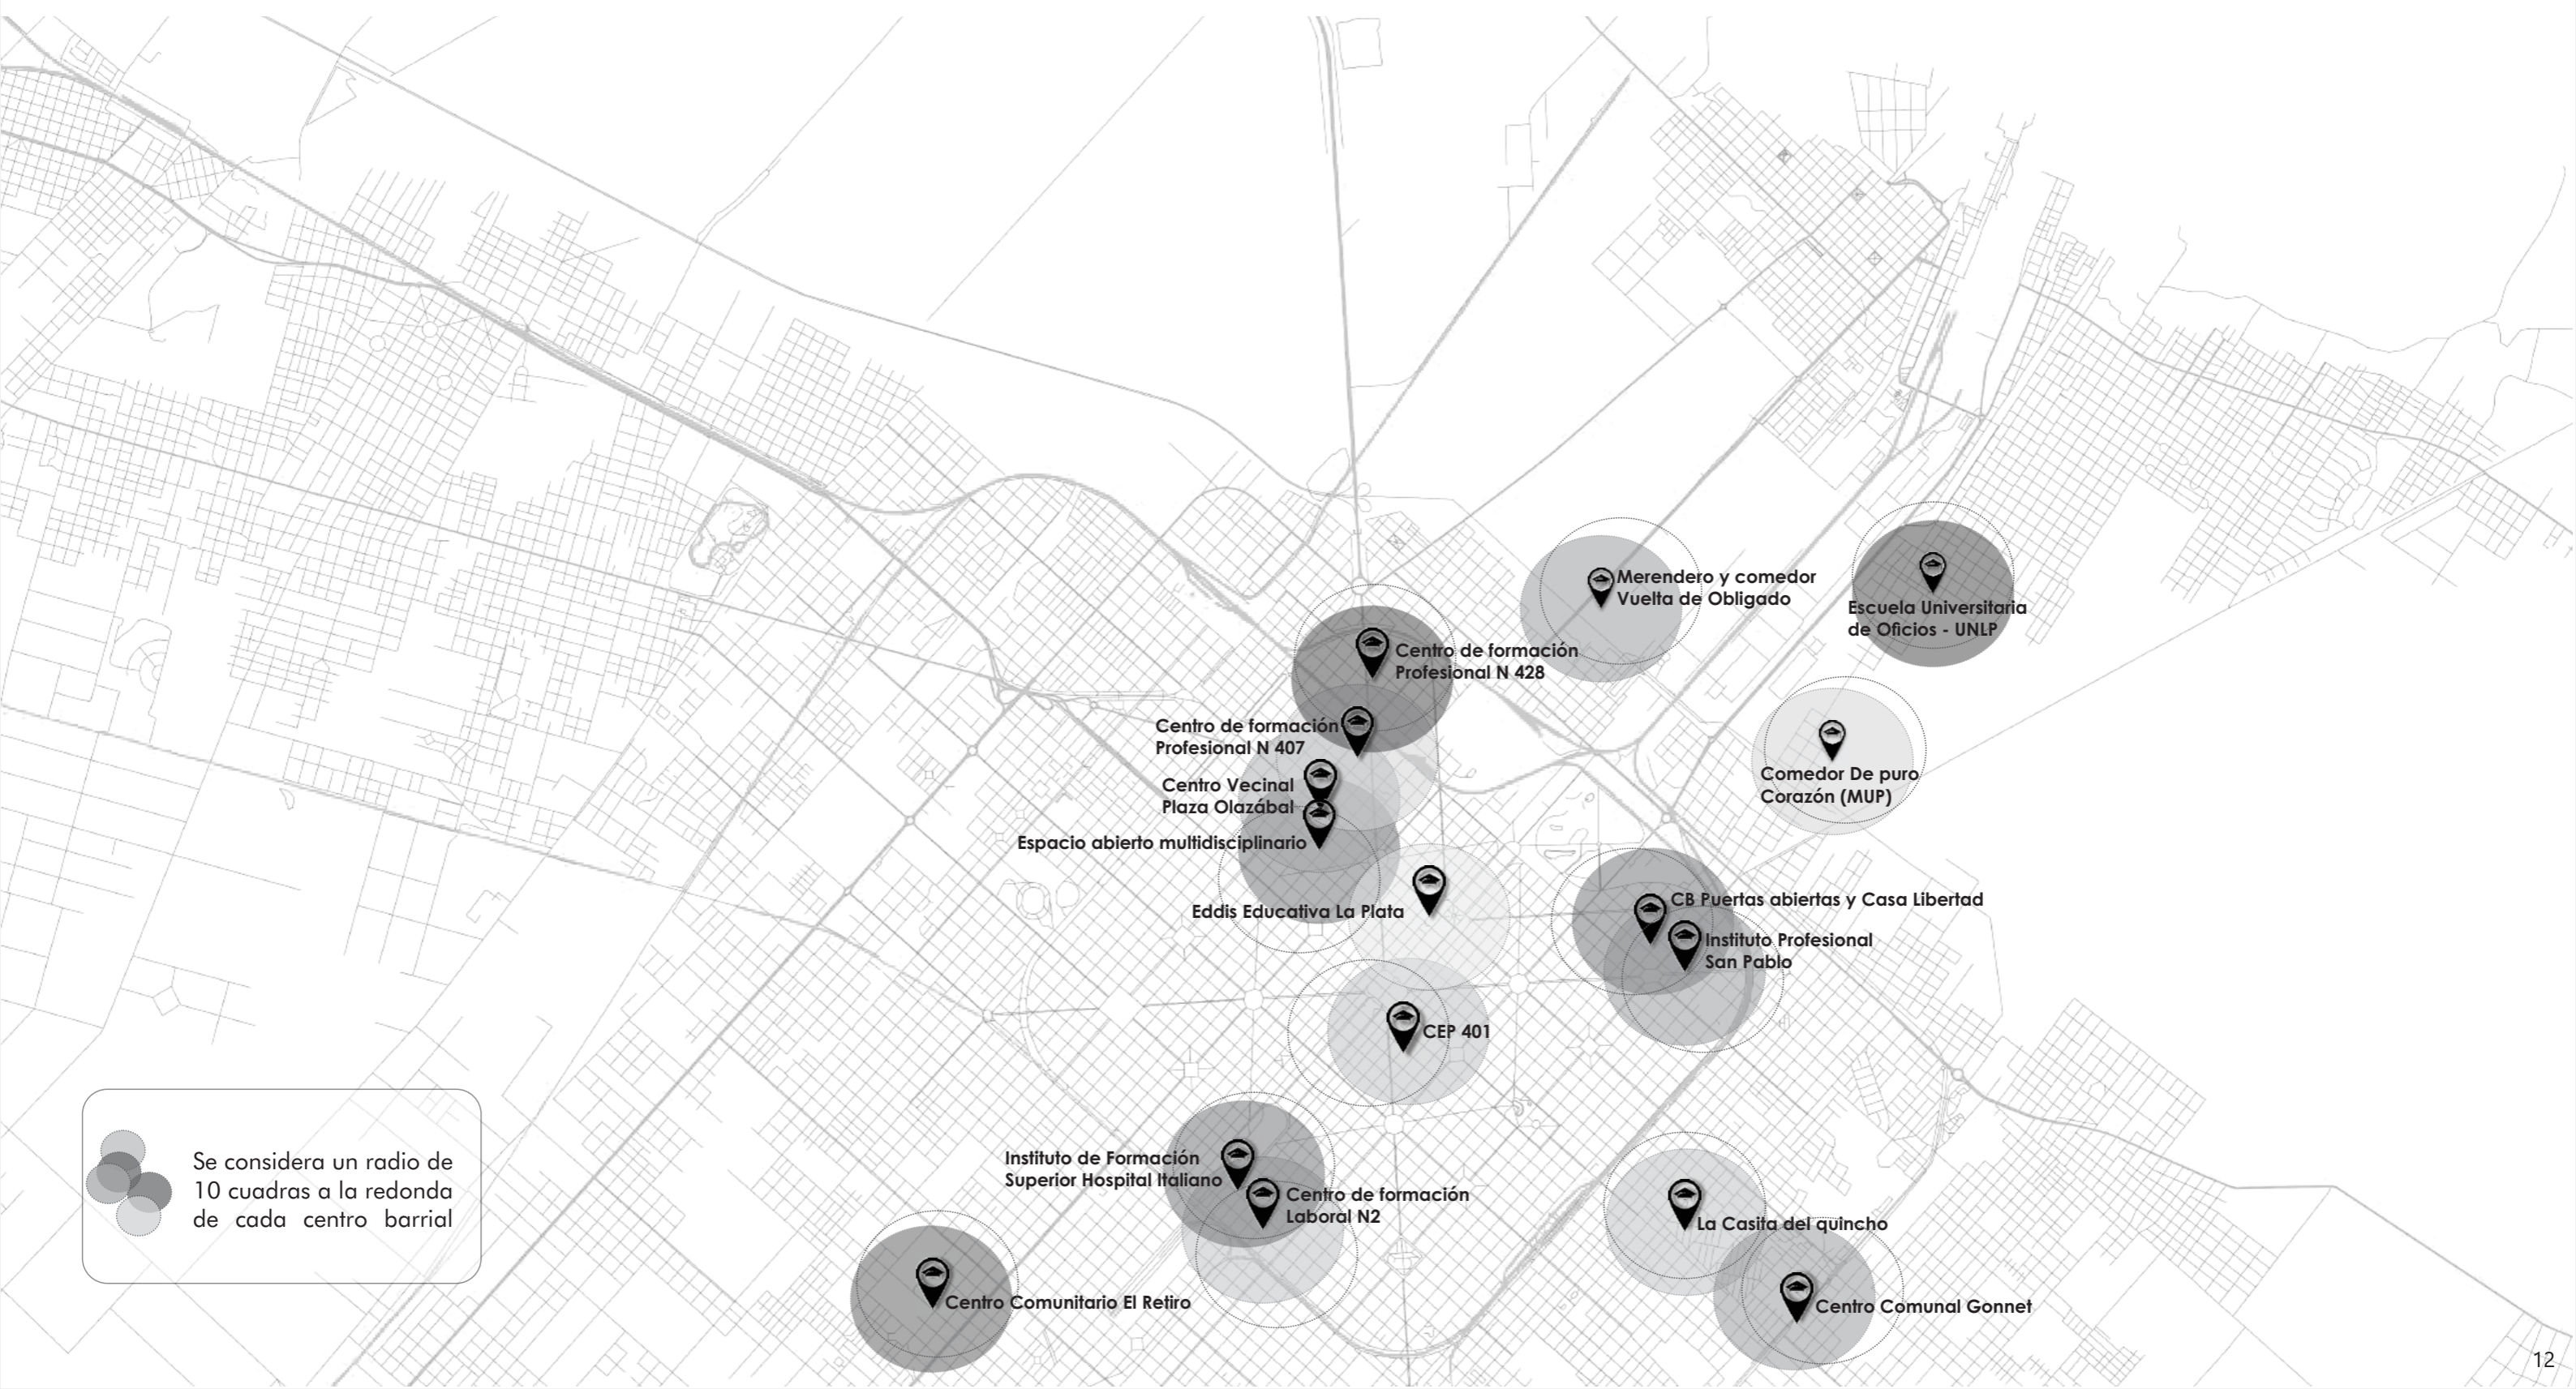 Merendero y comedor
Vuelta de Obligado
Escuela Universitaria
de Oficios - UNLP
Centro de formación
Profesional N 428
Centro de formación
Profesional N 407
Centro Vecinal
Plaza Olazábal
Espacio abierto multidisciplinario
Comedor De puro
Corazón (MUP)
Eddis Educativa La Plata
CB Puertas abiertas y Casa Libertad
Instituto Profesional
San Pablo
CEP 401
Instituto de Formación
Superior Hospital Italiano
Centro de formación
Laboral N2
La Casita del quincho
Centro Comunitario El Retiro
Centro Comunal Gonnet
Se considera un radio de
10 cuadras a la redonda
de cada centro barrial
12